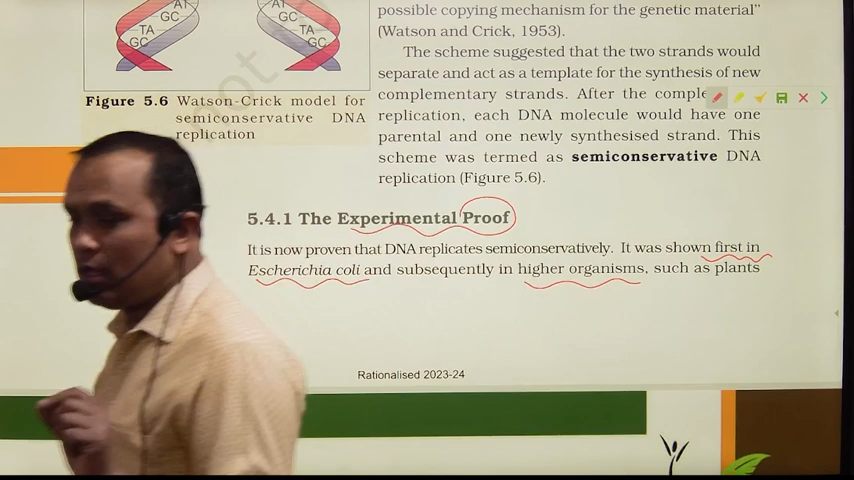 AT
GC
TA
GC
AT
GC
TA
GC
Figure 5.6 Watson-Crick model for
semiconservative DNA
replication
possible copying mechanism for the genetic material"
(Watson and Crick, 1953).
The scheme suggested that the two strands would
separate and act as a template for the synthesis of new
complementary strands. After the
replication, each DNA molecule would have one
parental and one newly synthesised strand. This
scheme was termed as semiconservative DNA
replication (Figure 5.6).
5.4.1 The Experimental Proof
It is now proven that DNA replicates semiconservatively. It was shown first in
Escherichia coli and subsequently in higher organisms, such as plants
Rationalised 2023-24